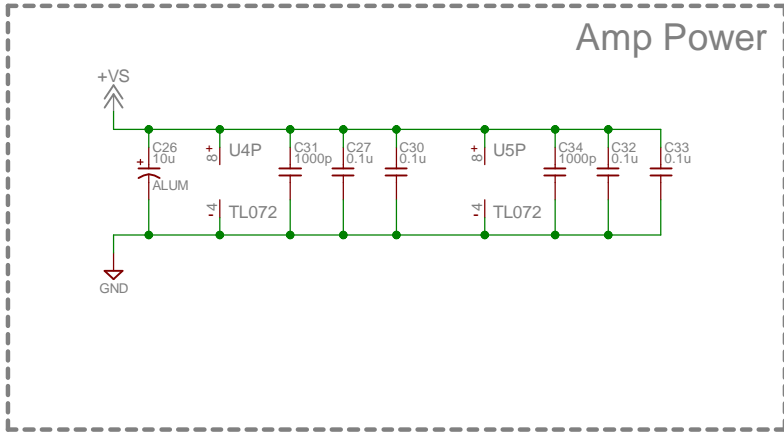 Amp Power
+VS
C26
10u
ALUM
+
8
U4P
4
-
TL072
C31
1000p
C27
0.1u
C30
0.1u
+
8
U5P
4
-
TL072
C34
1000p
C32
0.1u
C33
0.1u
+
GND